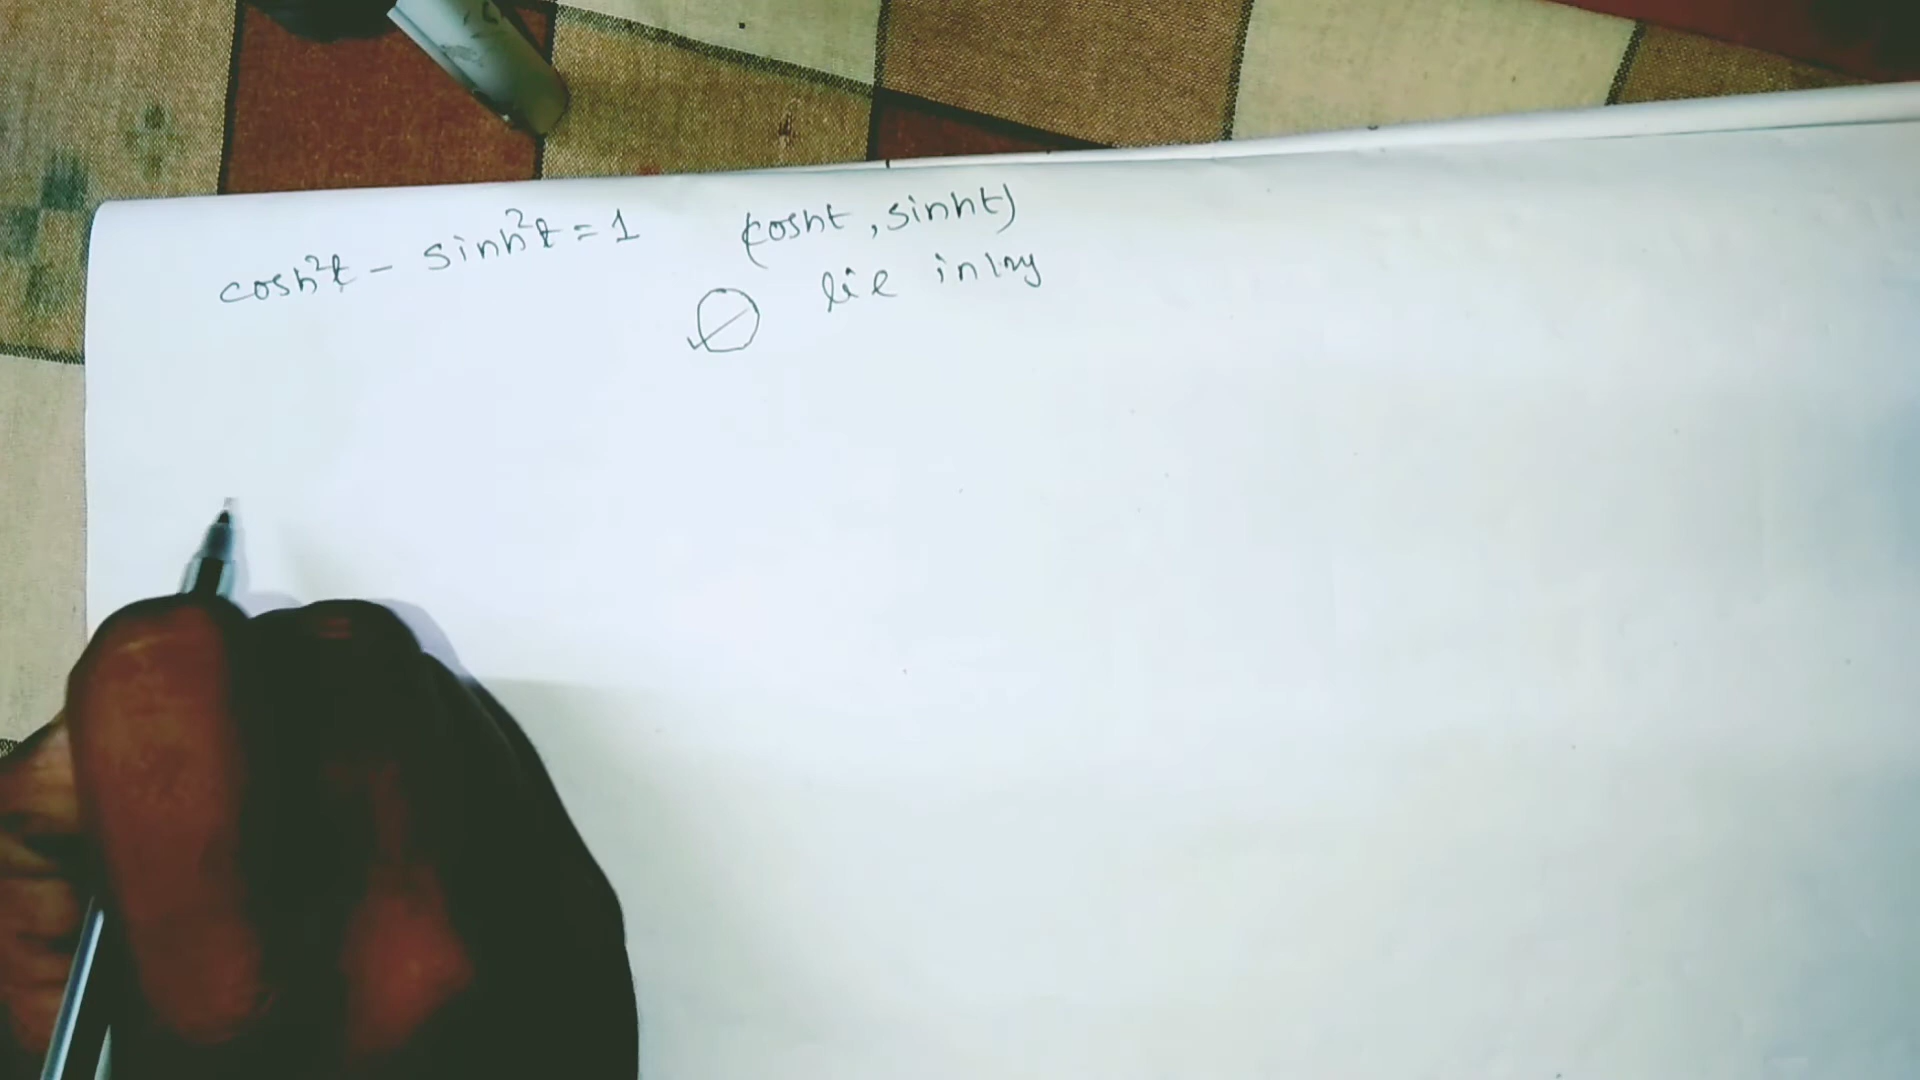 cosh²t - sinh²t = 1 (cosht, sinht)
lie in